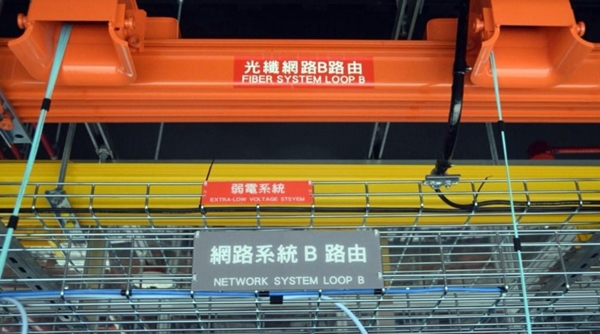 光纖網路B路由
FIBER SYSTEM LOOP B
弱電系統
EXTRA-LOW VOLTAGE STSYEM
網路系統 B 路由
NETWORK SYSTEM LOOP B